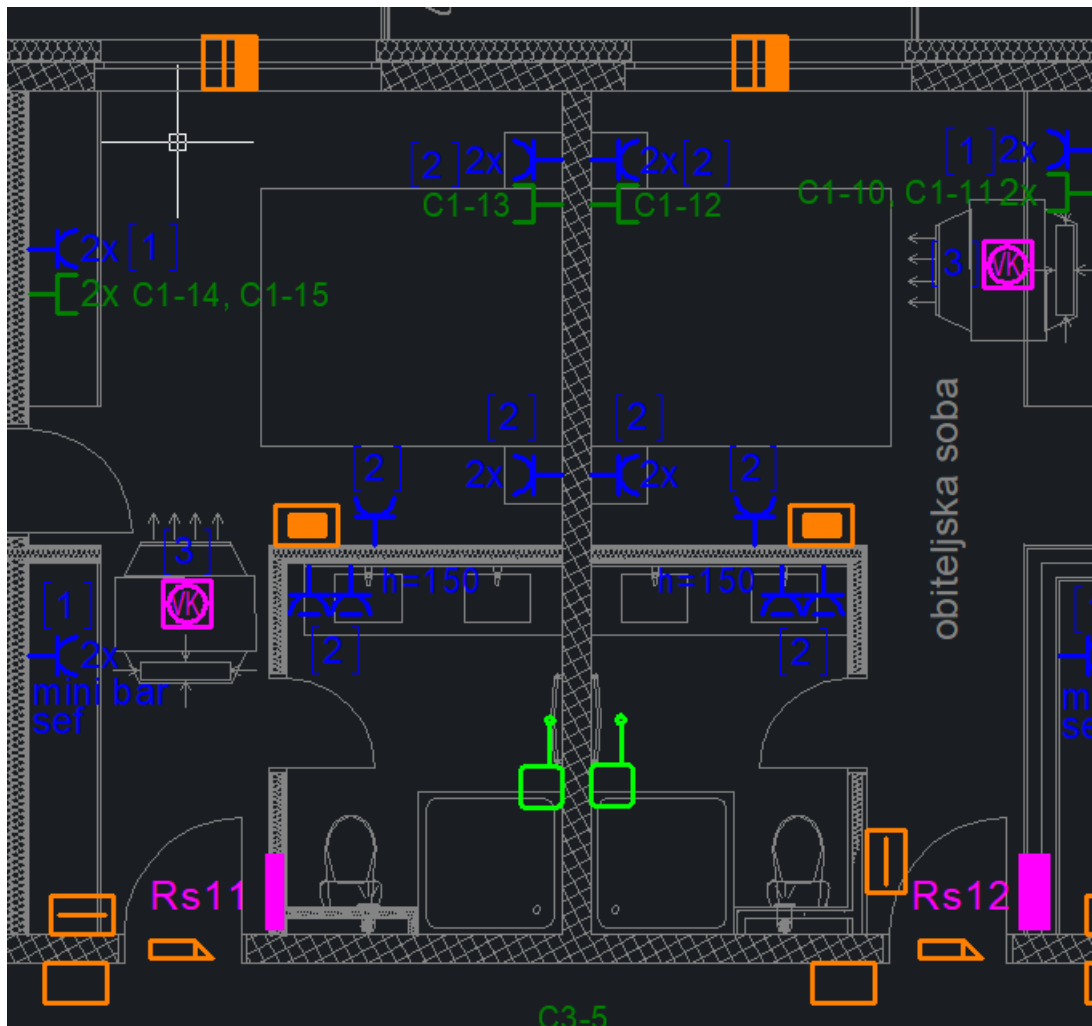 [2] 2x
2x [2]
[1] 2x
C1-13
C1-12
C1-10, C1-11 2x
2x [1]
2x C1-14, C1-15
[3]
VK
obiteljska soba
[2]
[2]
[2]
2x
2x
[2]
[3]
VK
h=150
h=150
[1]
2x
mini bar
sef
[2]
[2]
Rs11
Rs12
C3-5